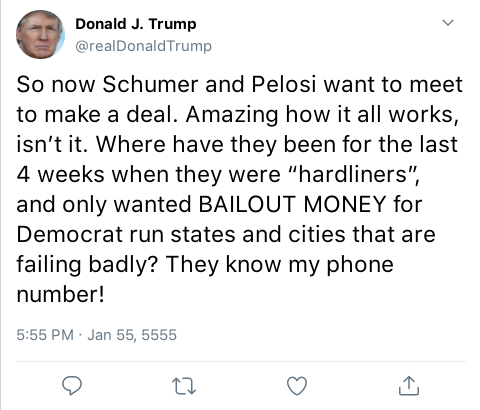 Donald J. Trump
@realDonaldTrump
So now Schumer and Pelosi want to meet
to make a deal. Amazing how it all works,
isn’t it. Where have they been for the last
4 weeks when they were “hardliners”,
and only wanted BAILOUT MONEY for
Democrat run states and cities that are
failing badly? They know my phone
number!
5:55 PM · Jan 55, 5555